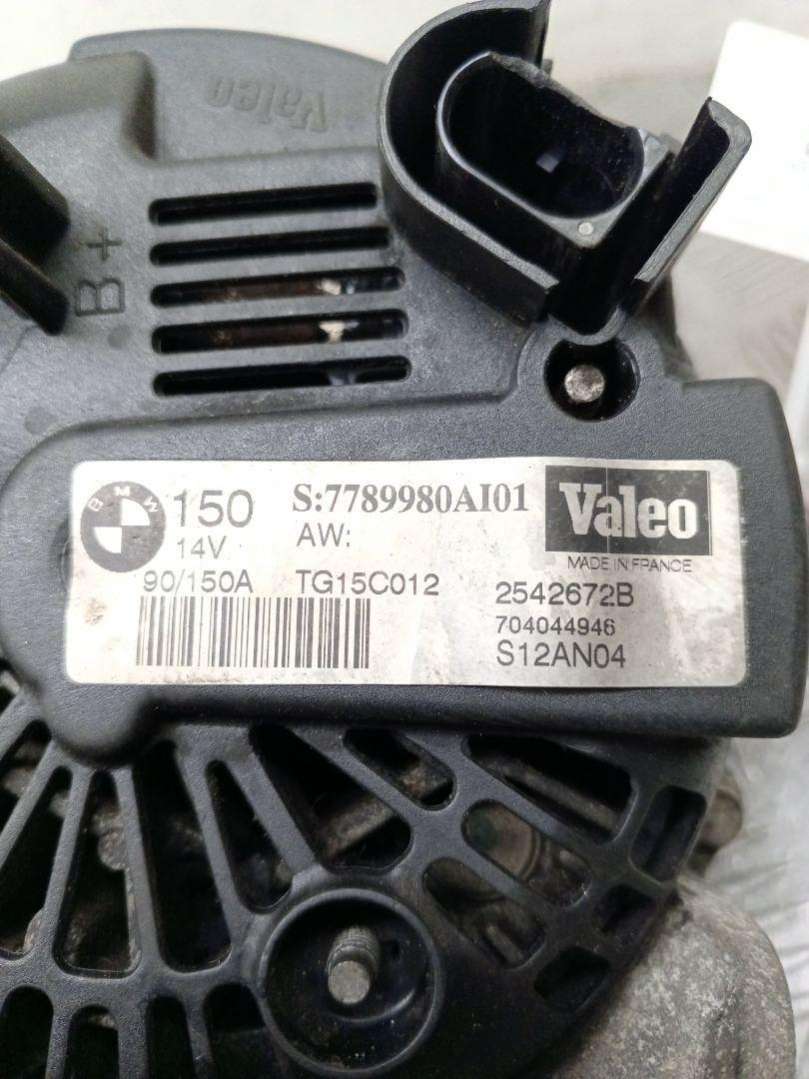 Valeo
B+
BMW
150
S:7789980AI01
Valeo
14V
AW:
MADE IN FRANCE
90/150A
TG15C012
2542672B
704044946
S12AN04